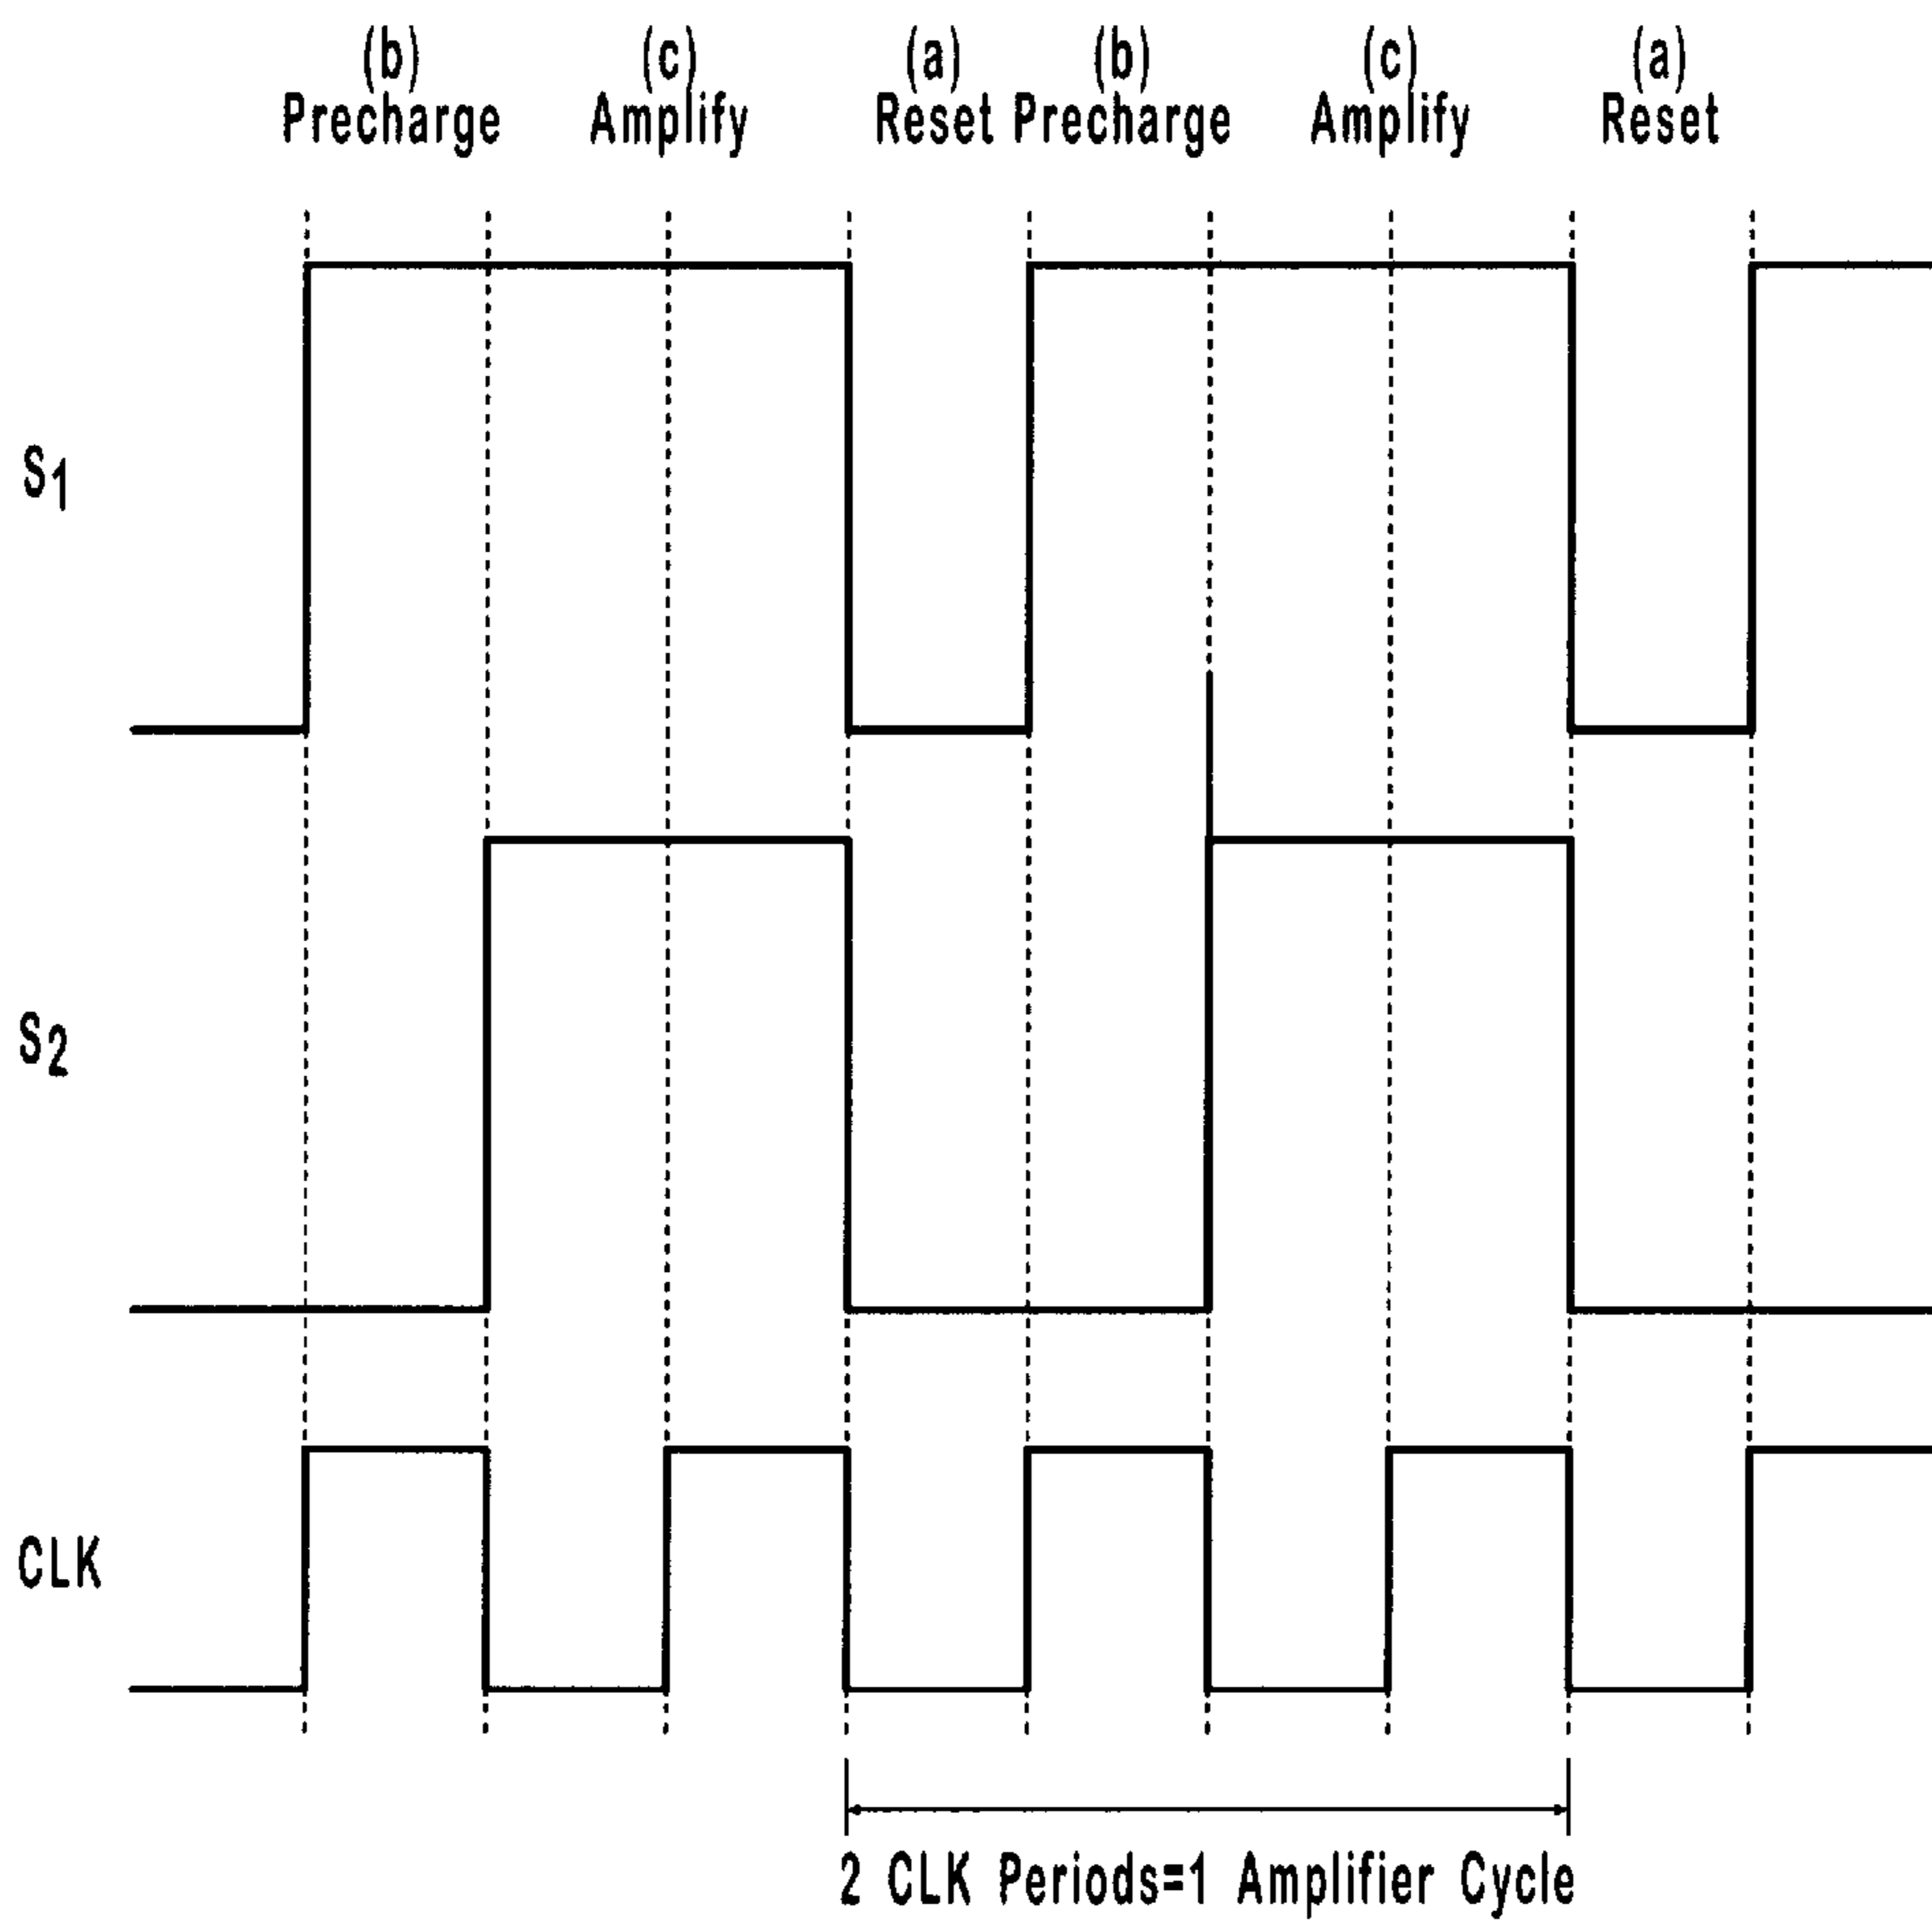 (b) (c) (a) (b) (c) (a)
Precharge Amplify Reset Precharge Amplify Reset
S1
S2
CLK
2 CLK Periods=1 Amplifier Cycle